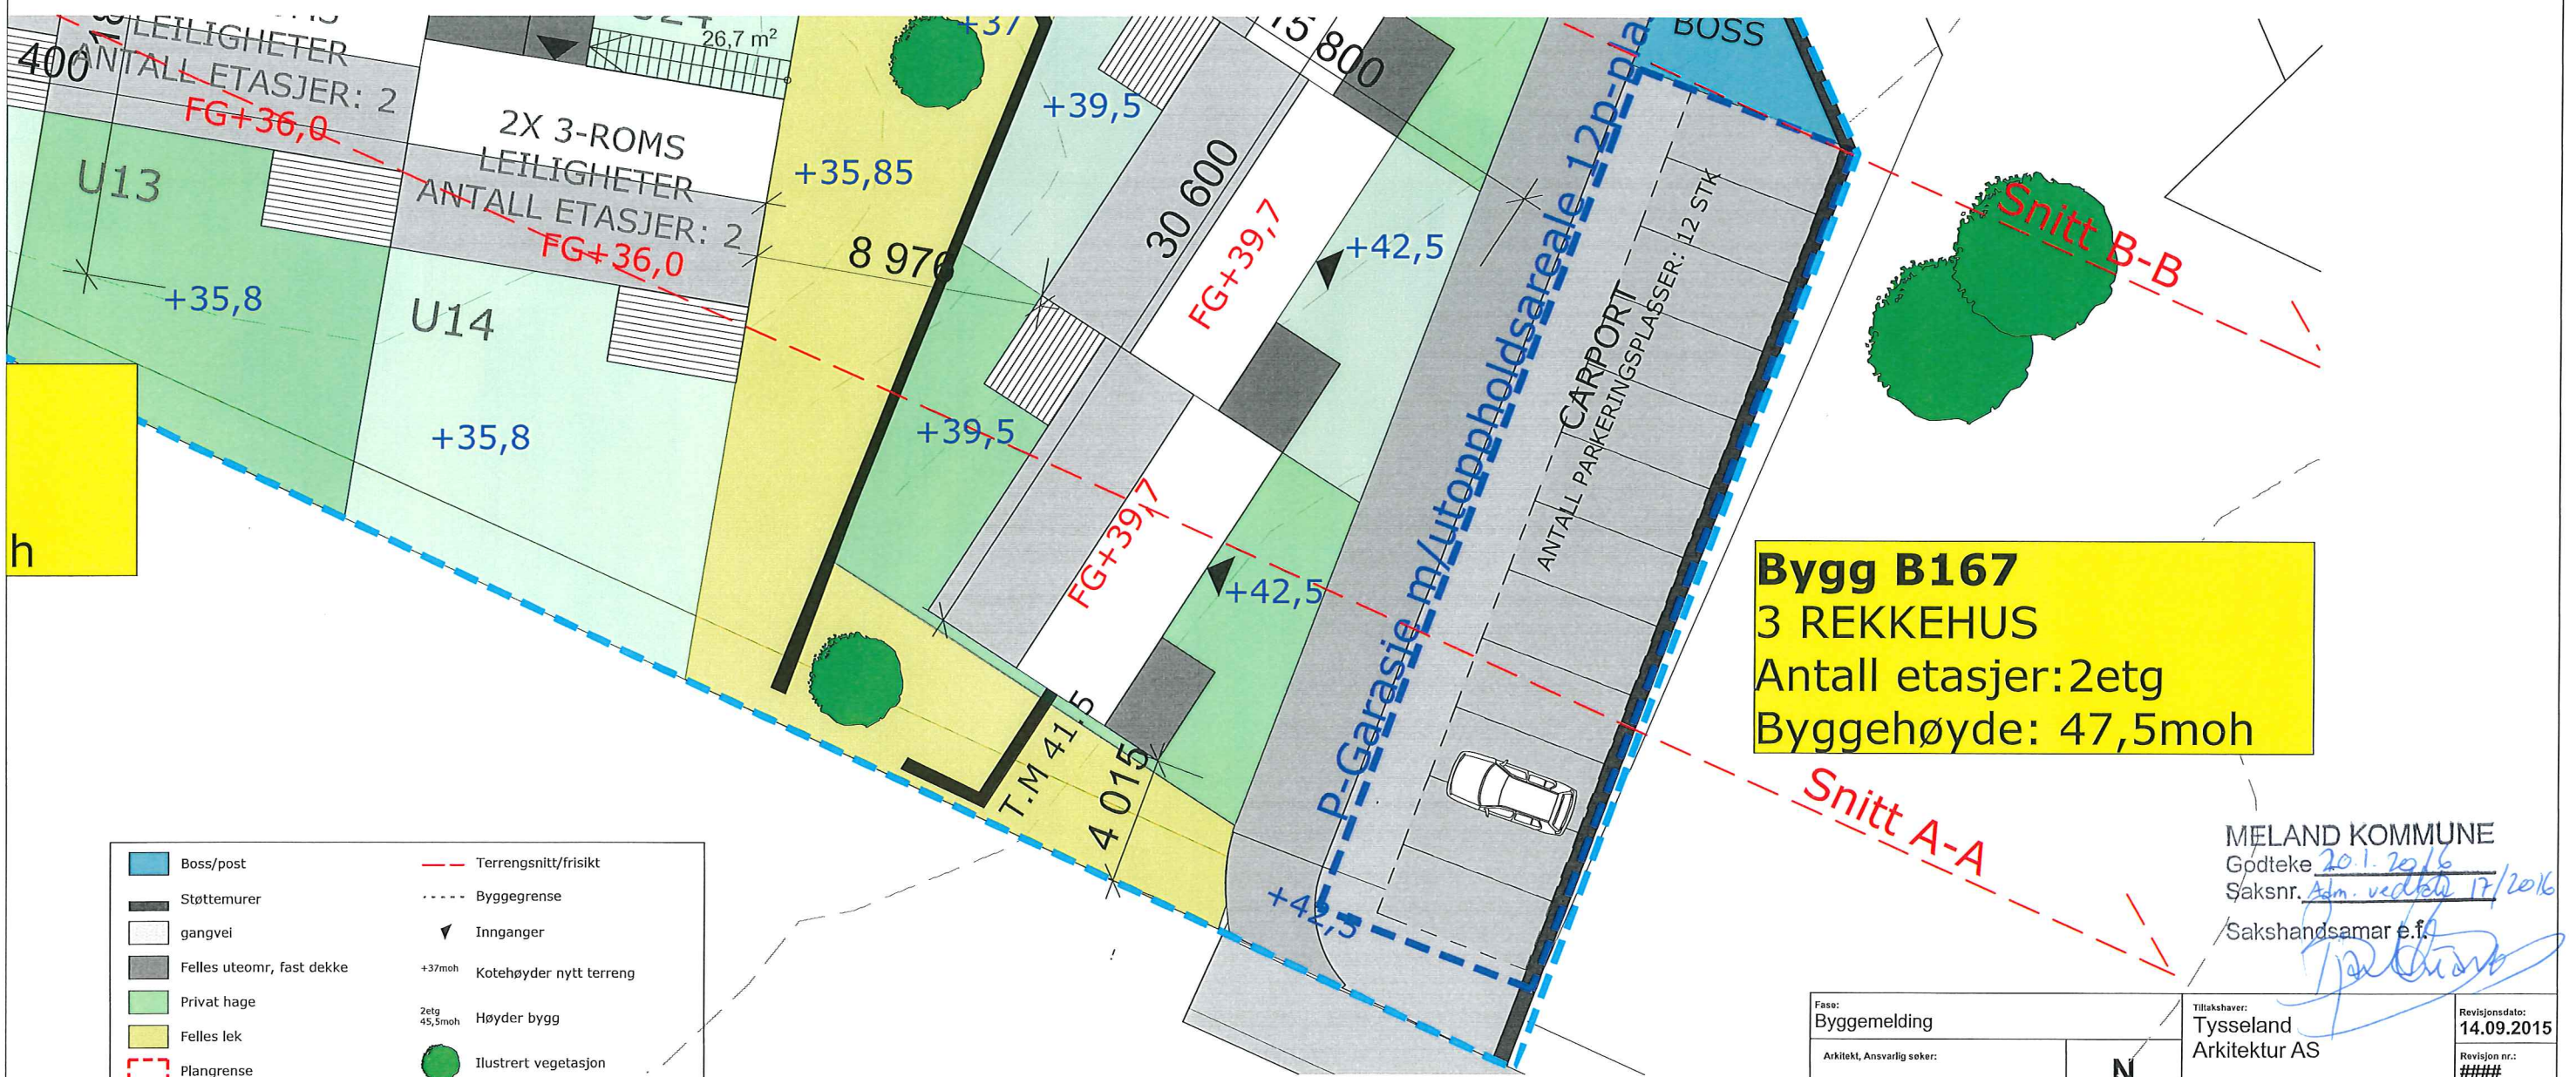 LEILIGHETER
ANTALL ETASJER: 2
400
FG+36,0
26,7 m²
2X 3-ROMS
LEILIGHETER
ANTALL ETASJER: 2
FG+36,0
U13
+35,8
U14
+35,8
+37
+35,85
8 976
+39,5
+39,5
15 800
30 600
FG+39,7
FG+39,7
+42,5
+42,5
T.M 41.5
4 015
+42,5
P-Garasje m/utoppholdsareale 12p-pla
CARPORT
ANTALL PARKERINGSPLASSER: 12 STK
BOSS
Snitt B-B
Snitt A-A
h
Bygg B167
3 REKKEHUS
Antall etasjer:2etg
Byggehøyde: 47,5moh
Boss/post
Støttemurer
gangvei
Felles uteomr, fast dekke
Privat hage
Felles lek
Plangrense
Terrengsnitt/frisikt
Byggegrense
Innganger
+37moh Kotehøyder nytt terreng
2etg
45,5moh Høyder bygg
Ilustrert vegetasjon
MELAND KOMMUNE
Godteke 20.1.2016
Saksnr. Adm. vedtak 17/2016
Sakshandsamar e.f.
Fase:
Byggemelding
Arkitekt, Ansvarlig søker:
N
Tiltakshaver:
Tysseland
Arkitektur AS
Revisjonsdato:
14.09.2015
Revisjon nr.:
####